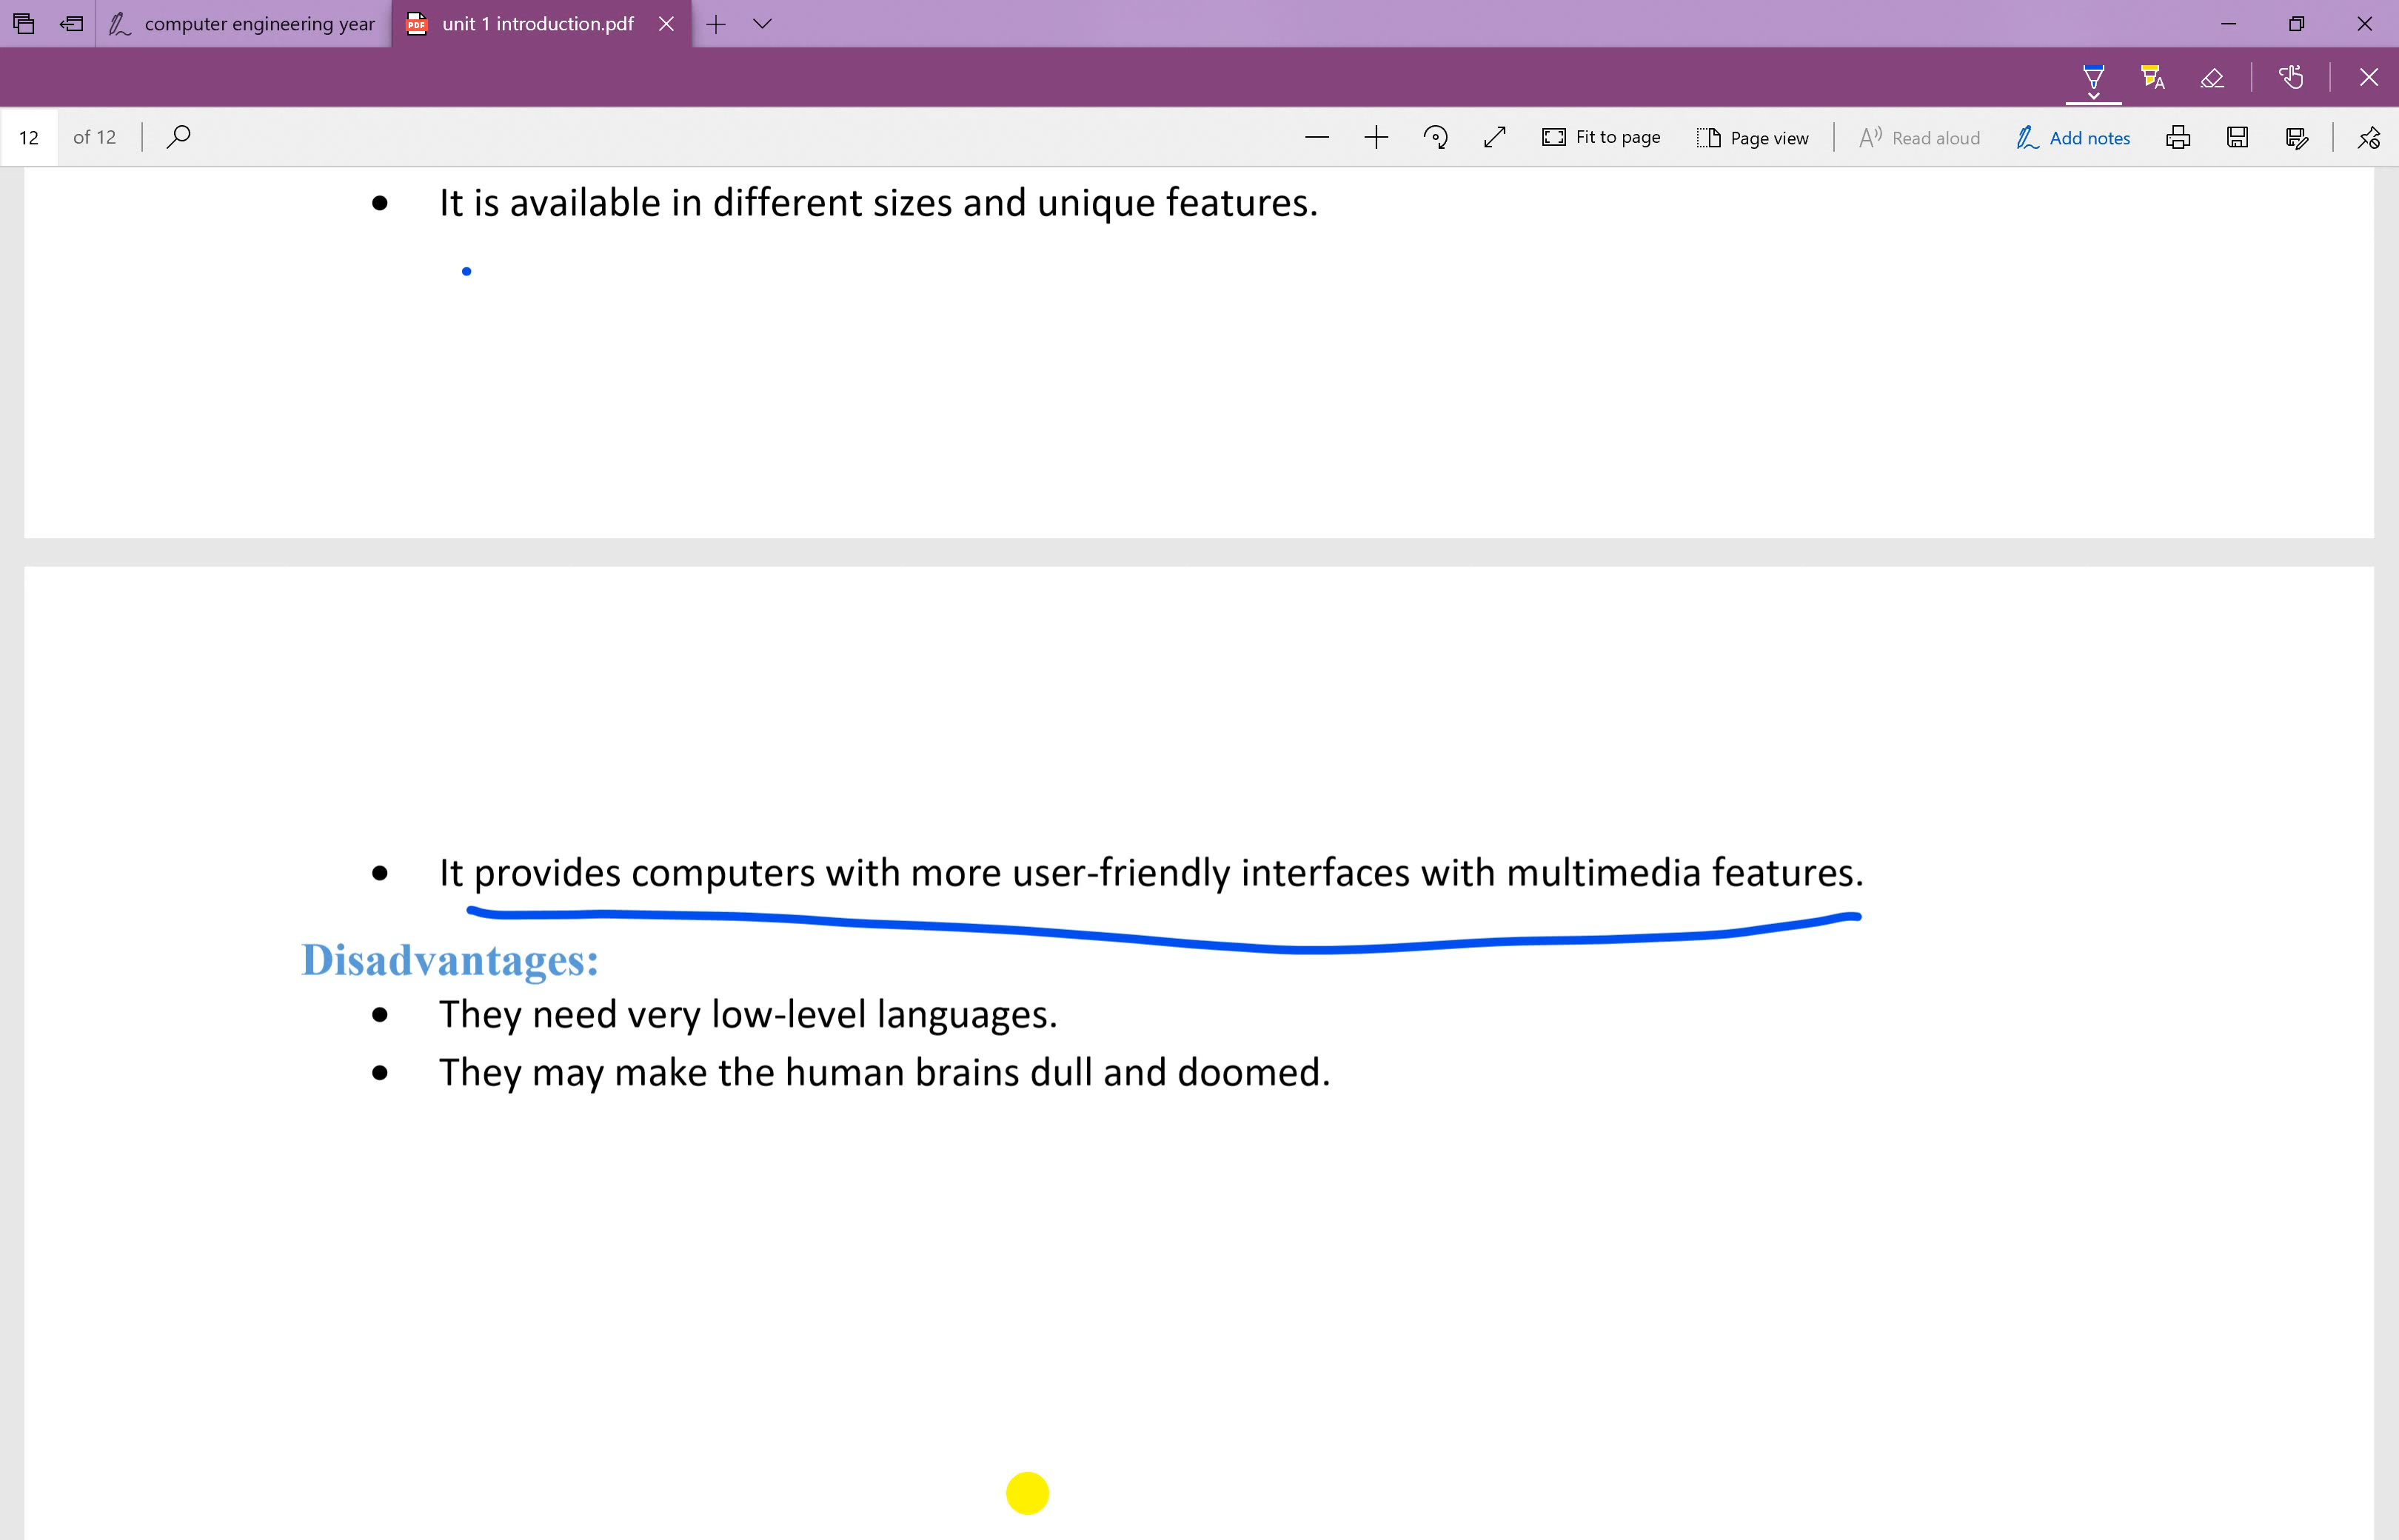 computer engineering year
unit 1 introduction.pdf
12 of 12
Fit to page
Page view
Read aloud
Add notes
• It is available in different sizes and unique features.
• It provides computers with more user-friendly interfaces with multimedia features.
Disadvantages:
• They need very low-level languages.
• They may make the human brains dull and doomed.